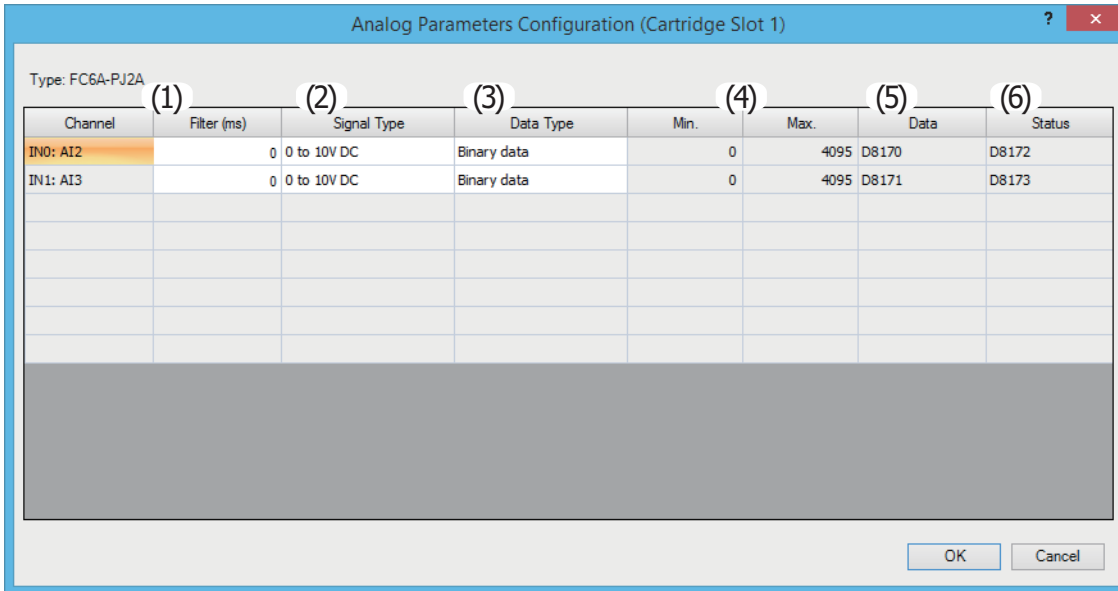 Analog Parameters Configuration (Cartridge Slot 1) ? ×
Type: FC6A-PJ2A
(1) (2) (3) (4) (5) (6)
Channel Filter (ms) Signal Type Data Type Min. Max. Data Status
IN0: AI2 0 0 to 10V DC Binary data 0 4095 D8170 D8172
IN1: AI3 0 0 to 10V DC Binary data 0 4095 D8171 D8173
OK Cancel